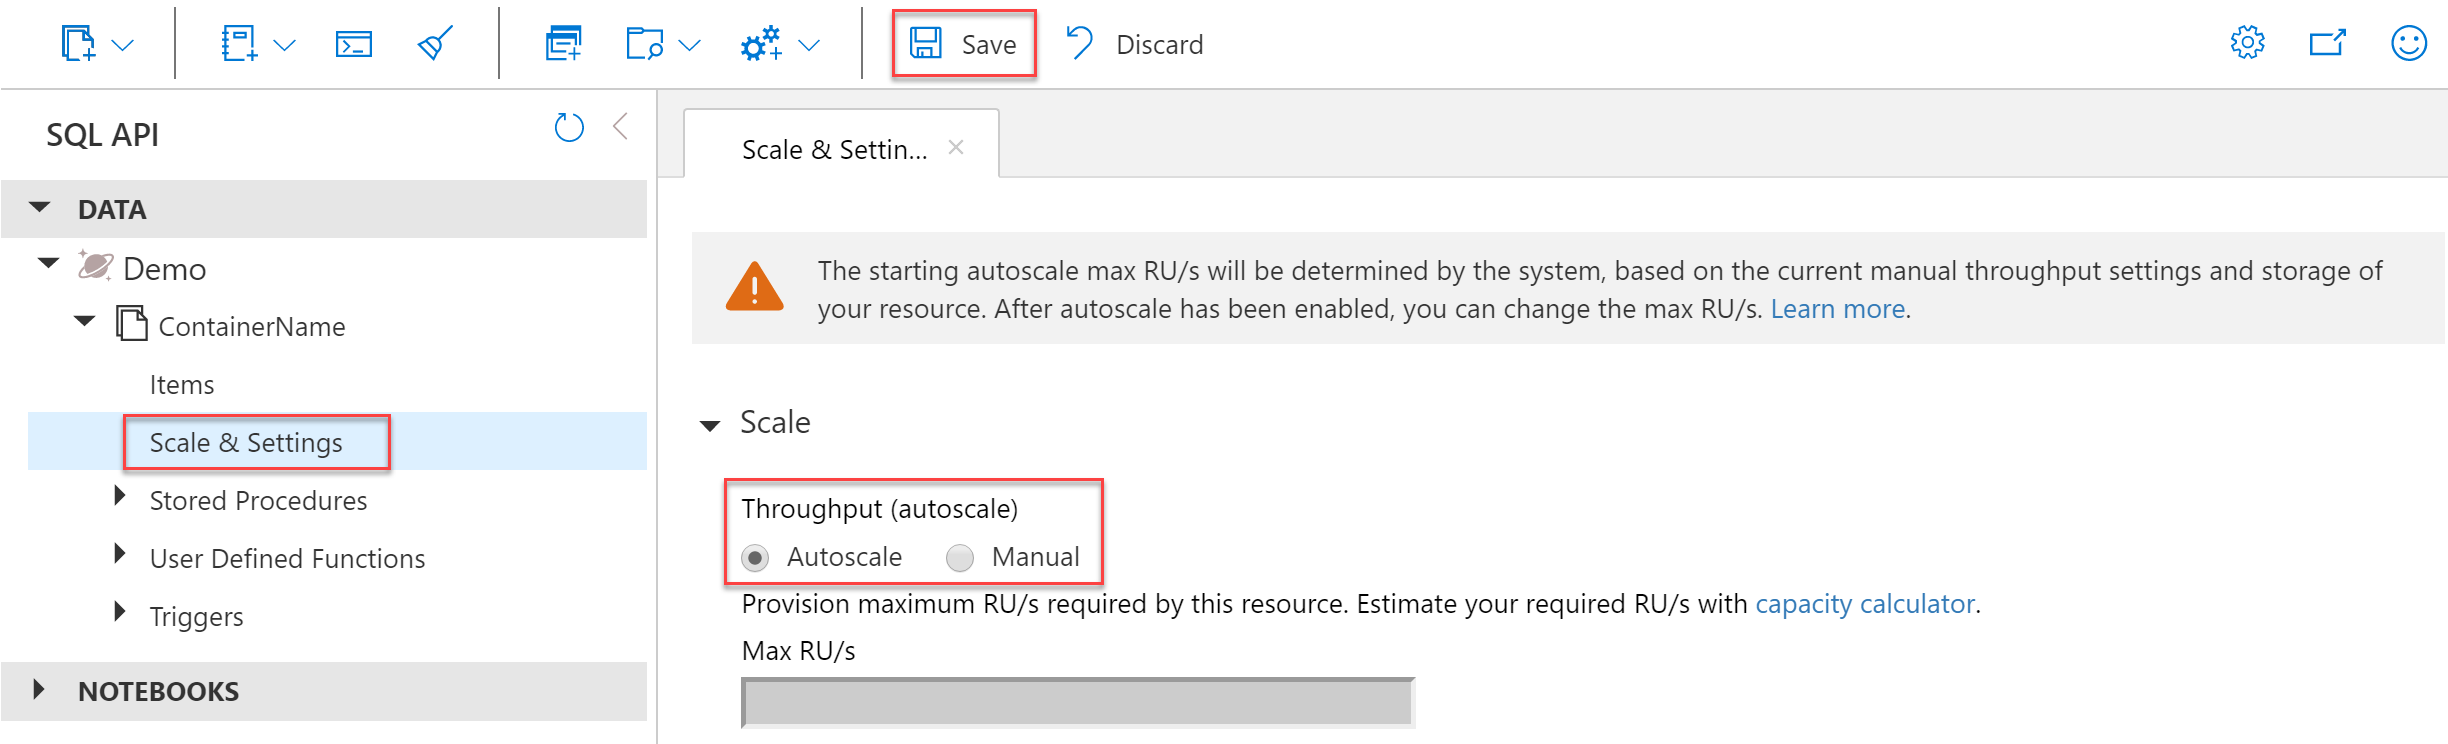 Save
Discard
SQL API
DATA
Demo
ContainerName
Items
Scale & Settings
Stored Procedures
User Defined Functions
Triggers
NOTEBOOKS
Scale & Settin...
The starting autoscale max RU/s will be determined by the system, based on the current manual throughput settings and storage of
your resource. After autoscale has been enabled, you can change the max RU/s. Learn more.
Scale
Throughput (autoscale)
Autoscale
Manual
Provision maximum RU/s required by this resource. Estimate your required RU/s with capacity calculator.
Max RU/s